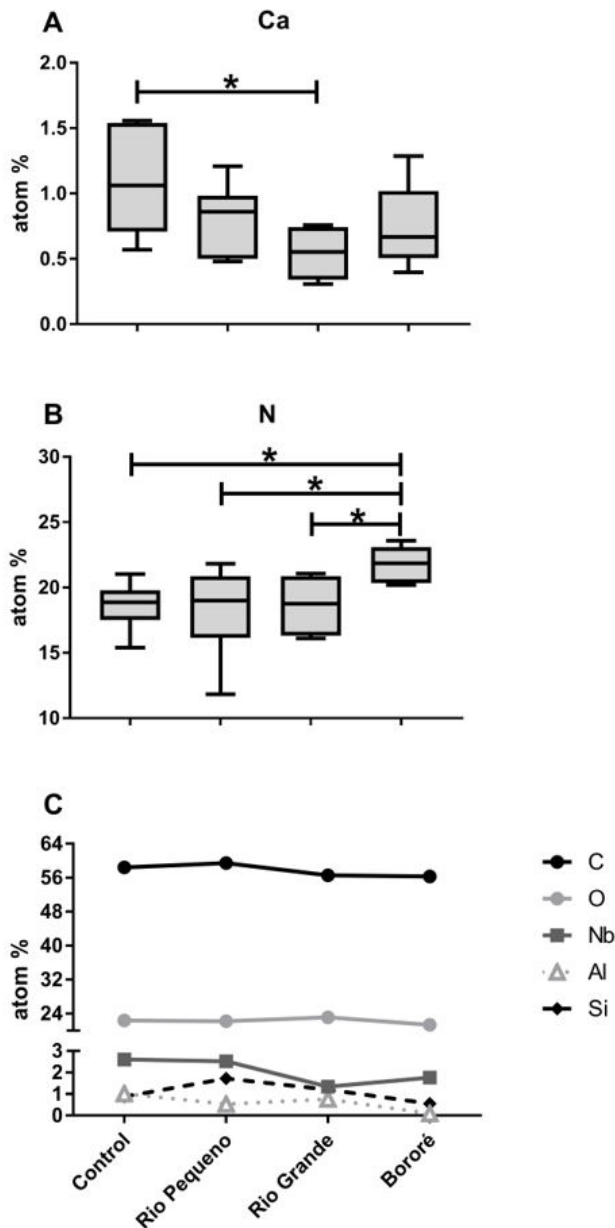 A
Ca
2.0
1.5
1.0
0.5
0.0
atom %
*
B
N
30
25
20
15
10
atom %
*
*
*
C
64
56
48
40
32
24
3
2
1
0
atom %
Control
Rio Pequeno
Rio Grande
Bororé
C
O
Nb
Al
Si